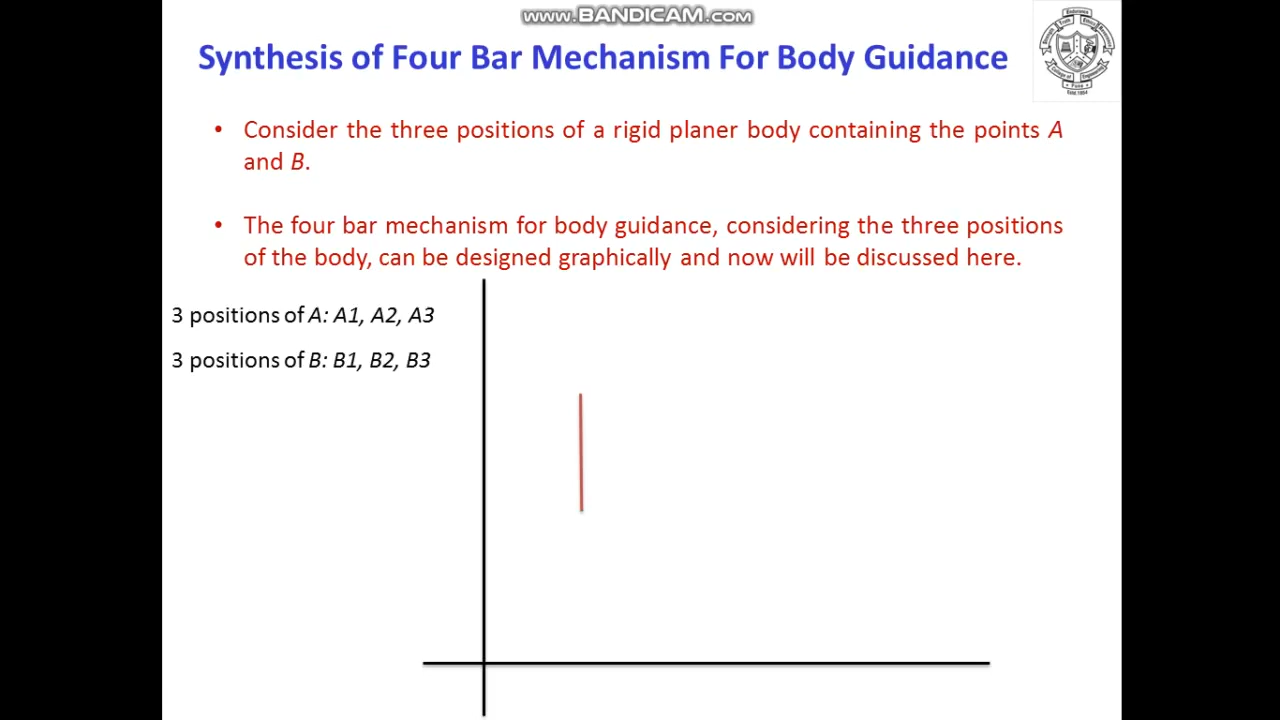 www.BANDICAM.com
Synthesis of Four Bar Mechanism For Body Guidance
• Consider the three positions of a rigid planer body containing the points A
and B.
• The four bar mechanism for body guidance, considering the three positions
of the body, can be designed graphically and now will be discussed here.
3 positions of A: A1, A2, A3
3 positions of B: B1, B2, B3